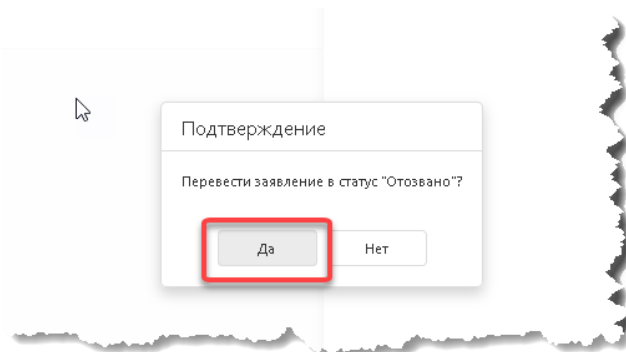 Подтверждение
Перевести заявление в статус "Отозвано"?
Да Нет